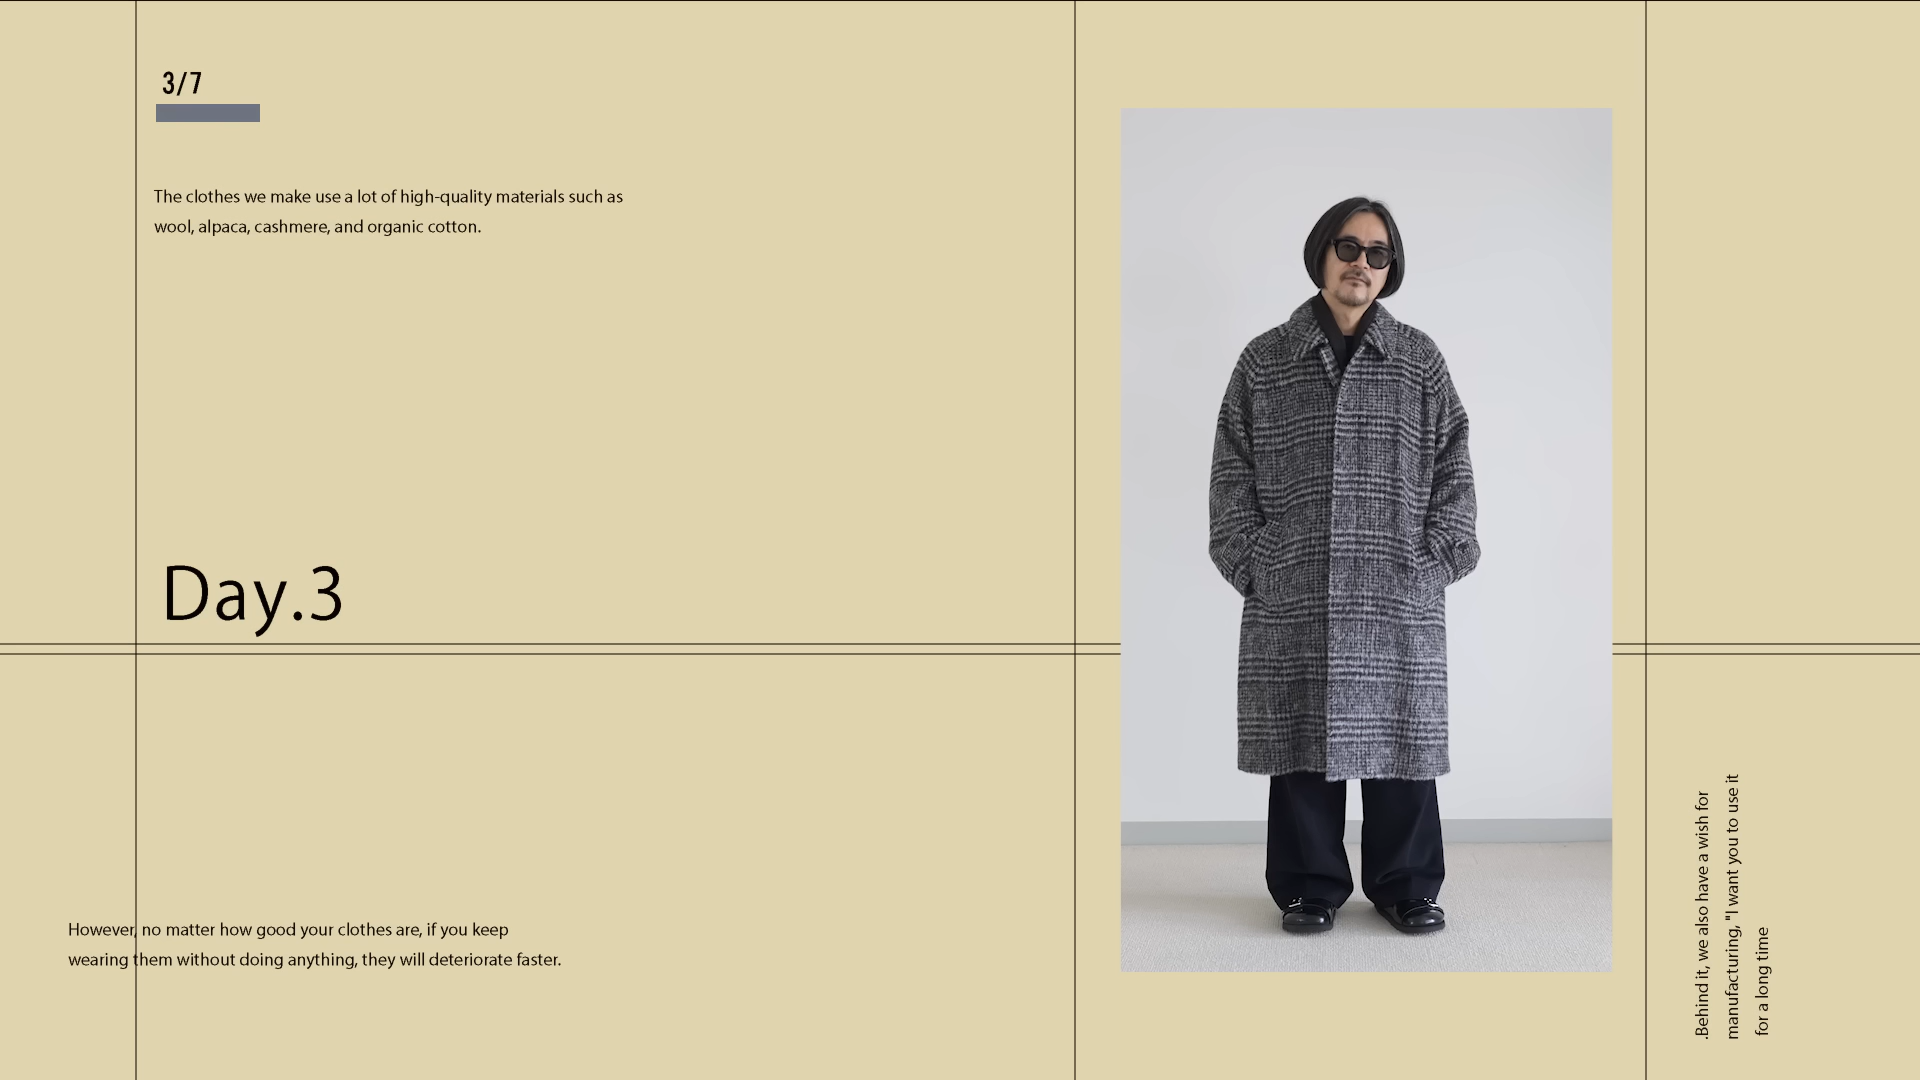 3/7
The clothes we make use a lot of high-quality materials such as
wool, alpaca, cashmere, and organic cotton.
Day.3
However, no matter how good your clothes are, if you keep
wearing them without doing anything, they will deteriorate faster.
.Behind it, we also have a wish for
manufacturing, "I want you to use it
for a long time